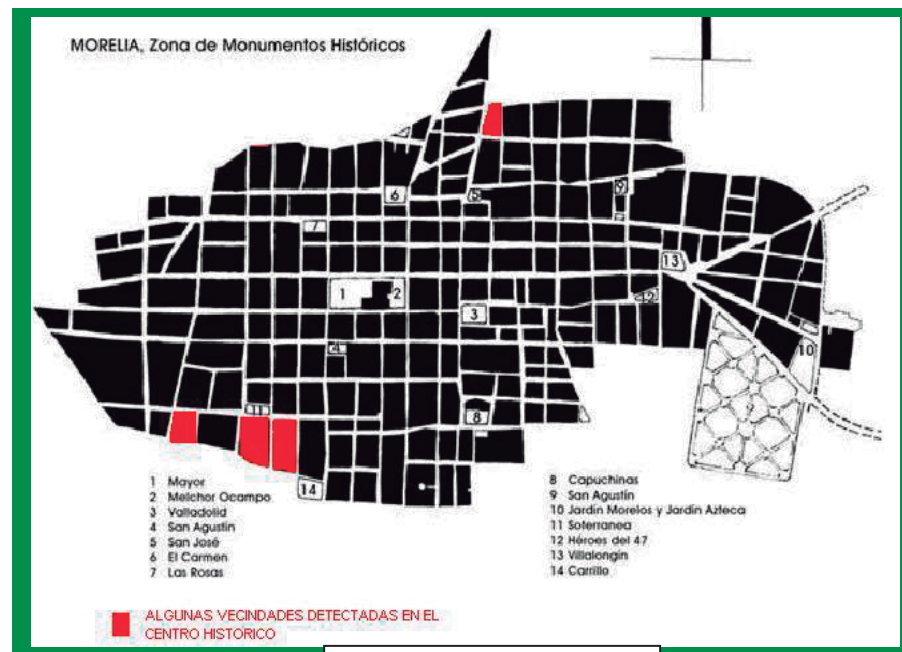 MORELIA, Zona de Monumentos Históricos
6
5
9
7
13
1
2
12
3
4
10
11
8
14
1 Mayor
2 Melchor Ocampo
3 Valladolid
4 San Agustín
5 San José
6 El Carmen
7 Las Rosas
8 Capuchinas
9 San Agustín
10 Jardín Morelos y Jardín Azteca
11 Soterranea
12 Héroes del 47
13 Villalongín
14 Carrillo
ALGUNAS VECINDADES DETECTADAS EN EL
CENTRO HISTÓRICO